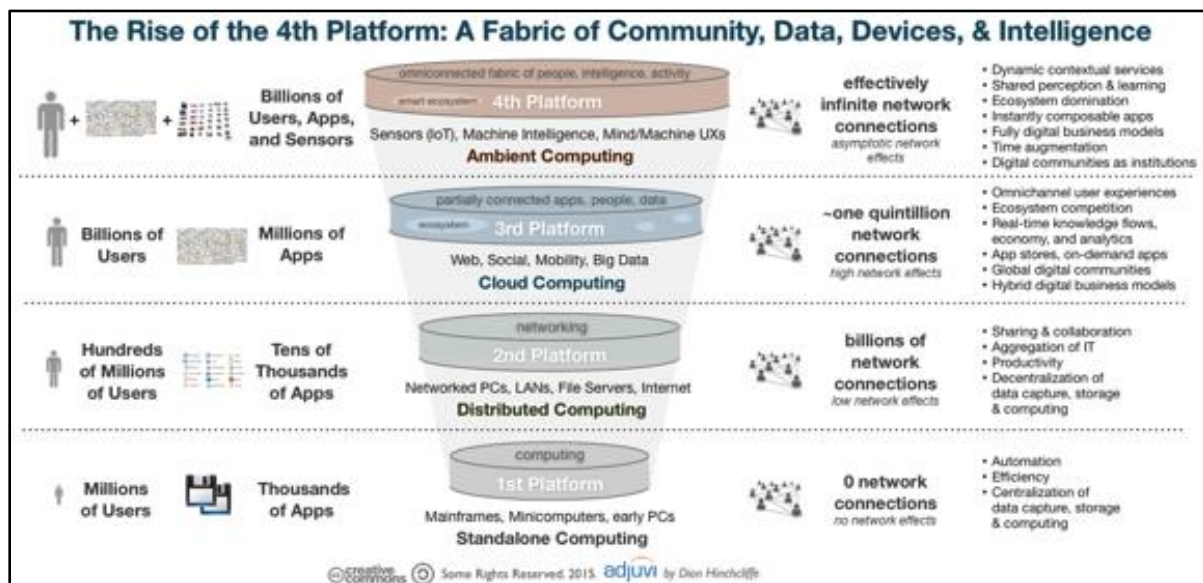 The Rise of the 4th Platform: A Fabric of Community, Data, Devices, & Intelligence
Billions of
Users, Apps,
and Sensors
omniconnected fabric of people, intelligence, activity
smart ecosystem
4th Platform
Sensors (IoT), Machine Intelligence, Mind/Machine UXs
Ambient Computing
effectively
infinite network
connections
asymptotic network
effects
• Dynamic contextual services
• Shared perception & learning
• Ecosystem domination
• Instantly composable apps
• Fully digital business models
• Time augmentation
• Digital communities as institutions
Billions of
Users
Millions of
Apps
partially connected apps, people, data
ecosystem
3rd Platform
Web, Social, Mobility, Big Data
Cloud Computing
~one quintillion
network
connections
high network effects
• Omnichannel user experiences
• Ecosystem competition
• Real-time knowledge flows,
economy, and analytics
• App stores, on-demand apps
• Global digital communities
• Hybrid digital business models
Hundreds
of Millions
of Users
Tens of
Thousands
of Apps
networking
2nd Platform
Networked PCs, LANs, File Servers, Internet
Distributed Computing
billions of
network
connections
low network effects
• Sharing & collaboration
• Aggregation of IT
• Productivity
• Decentralization of
data capture, storage
& computing
Millions
of Users
Thousands
of Apps
computing
1st Platform
Mainframes, Minicomputers, early PCs
Standalone Computing
0 network
connections
no network effects
• Automation
• Efficiency
• Centralization of
data capture, storage
& computing
cc creative commons Some Rights Reserved. 2015. adjuvi by Dion Hinchcliffe